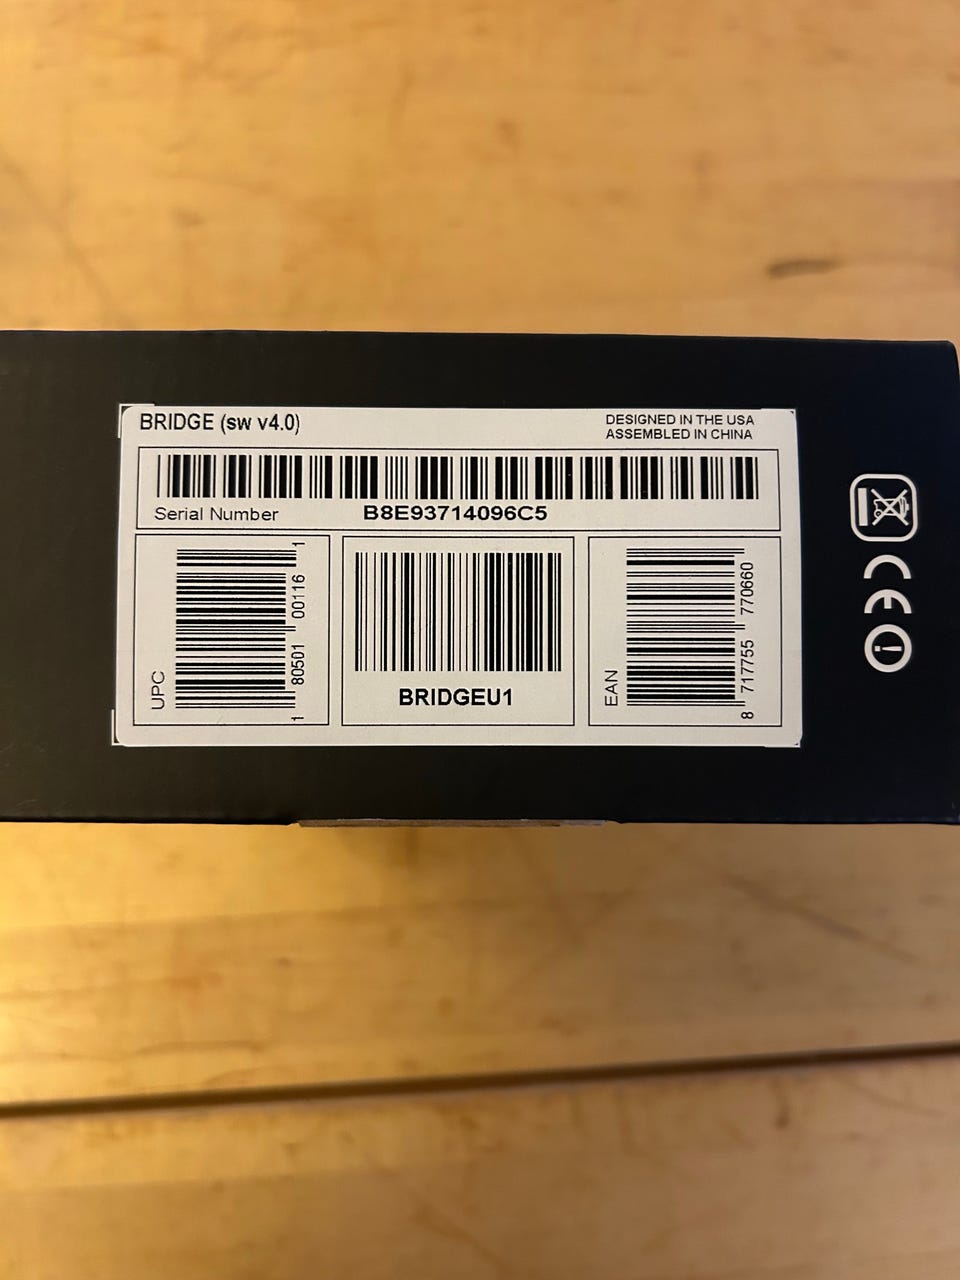 BRIDGE (sw v4.0)
DESIGNED IN THE USA
ASSEMBLED IN CHINA
Serial Number B8E93714096C5
UPC
1 80501 00116 1
BRIDGEU1
EAN
8 717755 770660
CE